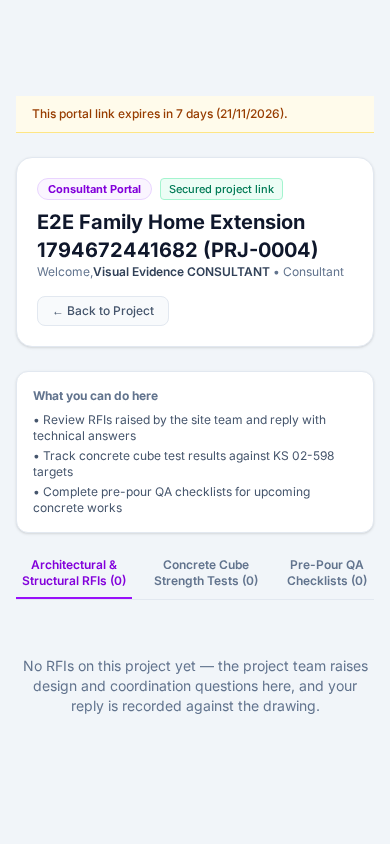 This portal link expires in 7 days (21/11/2026).
Consultant Portal
Secured project link
E2E Family Home Extension
1794672441682 (PRJ-0004)
Welcome,Visual Evidence CONSULTANT • Consultant
← Back to Project
What you can do here
• Review RFIs raised by the site team and reply with
technical answers
• Track concrete cube test results against KS 02-598
targets
• Complete pre-pour QA checklists for upcoming
concrete works
Architectural &
Structural RFIs (0)
Concrete Cube
Strength Tests (0)
Pre-Pour QA
Checklists (0)
No RFIs on this project yet — the project team raises
design and coordination questions here, and your
reply is recorded against the drawing.